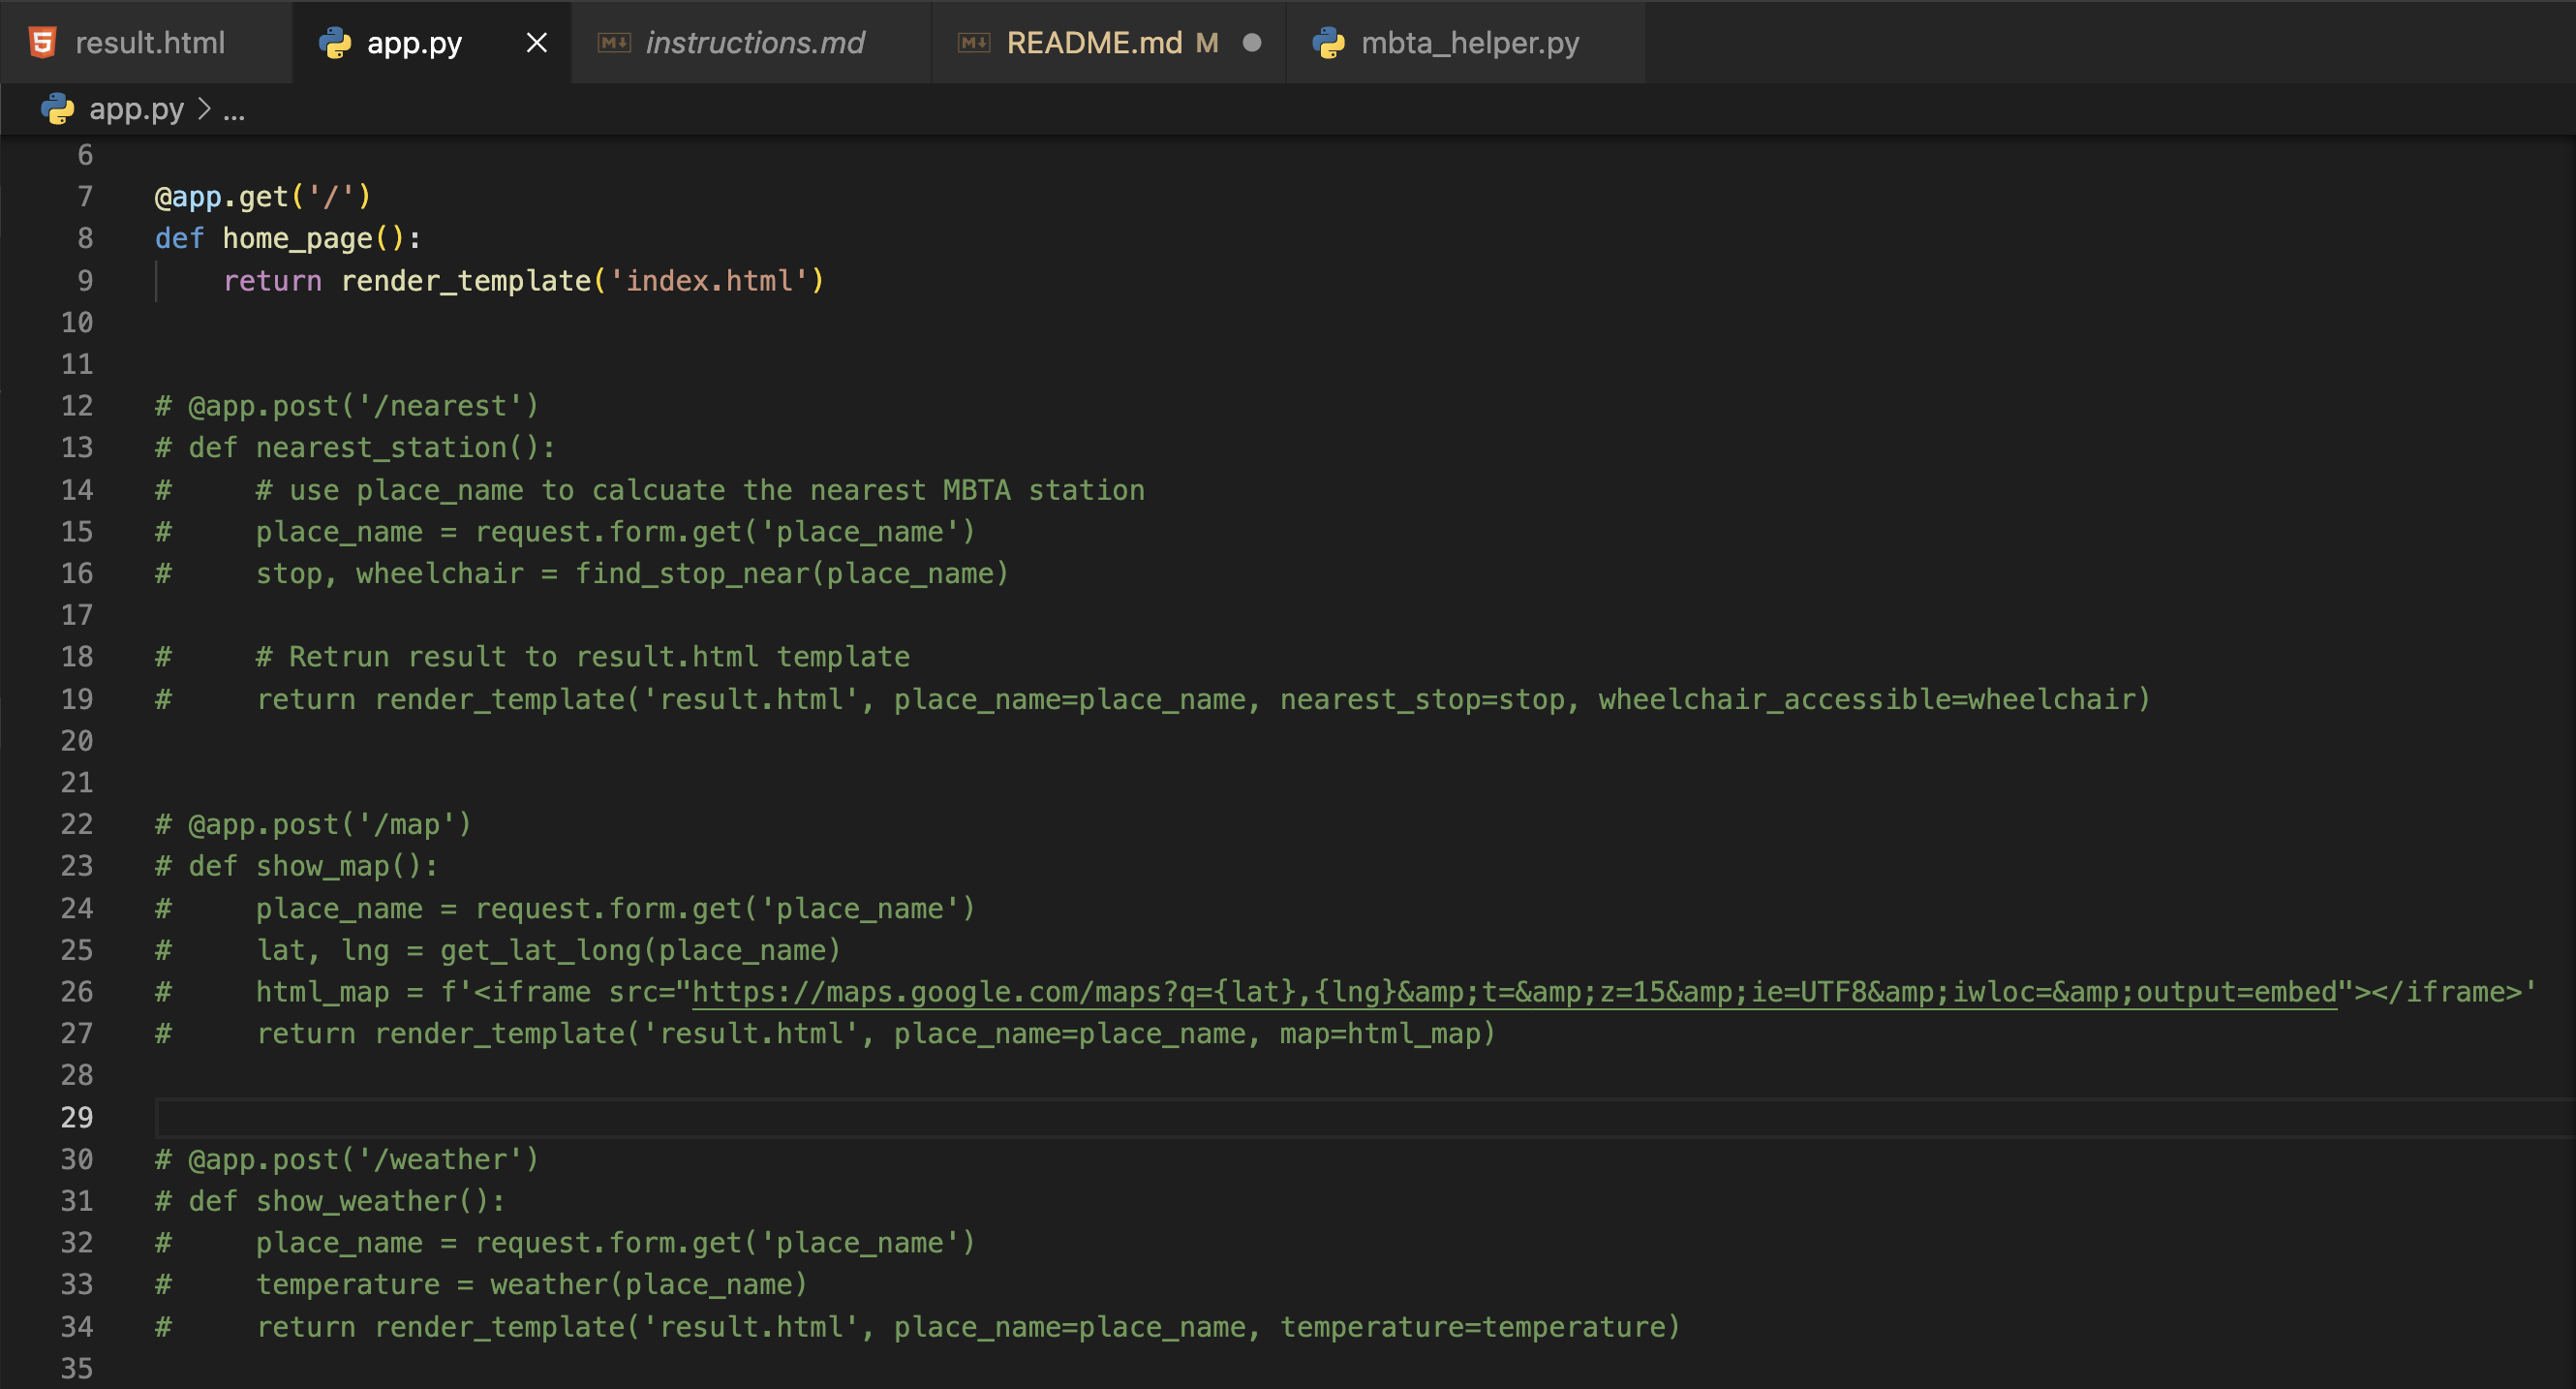 result.html app.py × instructions.md README.md M ● mbta_helper.py
app.py > ...
6
7 @app.get('/')
8 def home_page():
9     return render_template('index.html')
10
11
12 # @app.post('/nearest')
13 # def nearest_station():
14 #     # use place_name to calcuate the nearest MBTA station
15 #     place_name = request.form.get('place_name')
16 #     stop, wheelchair = find_stop_near(place_name)
17
18 #     # Retrun result to result.html template
19 #     return render_template('result.html', place_name=place_name, nearest_stop=stop, wheelchair_accessible=wheelchair)
20
21
22 # @app.post('/map')
23 # def show_map():
24 #     place_name = request.form.get('place_name')
25 #     lat, lng = get_lat_long(place_name)
26 #     html_map = f'<iframe src="https://maps.google.com/maps?q={lat},{lng}&amp;t=&amp;z=15&amp;ie=UTF8&amp;iwloc=&amp;output=embed"></iframe>'
27 #     return render_template('result.html', place_name=place_name, map=html_map)
28
29
30 # @app.post('/weather')
31 # def show_weather():
32 #     place_name = request.form.get('place_name')
33 #     temperature = weather(place_name)
34 #     return render_template('result.html', place_name=place_name, temperature=temperature)
35